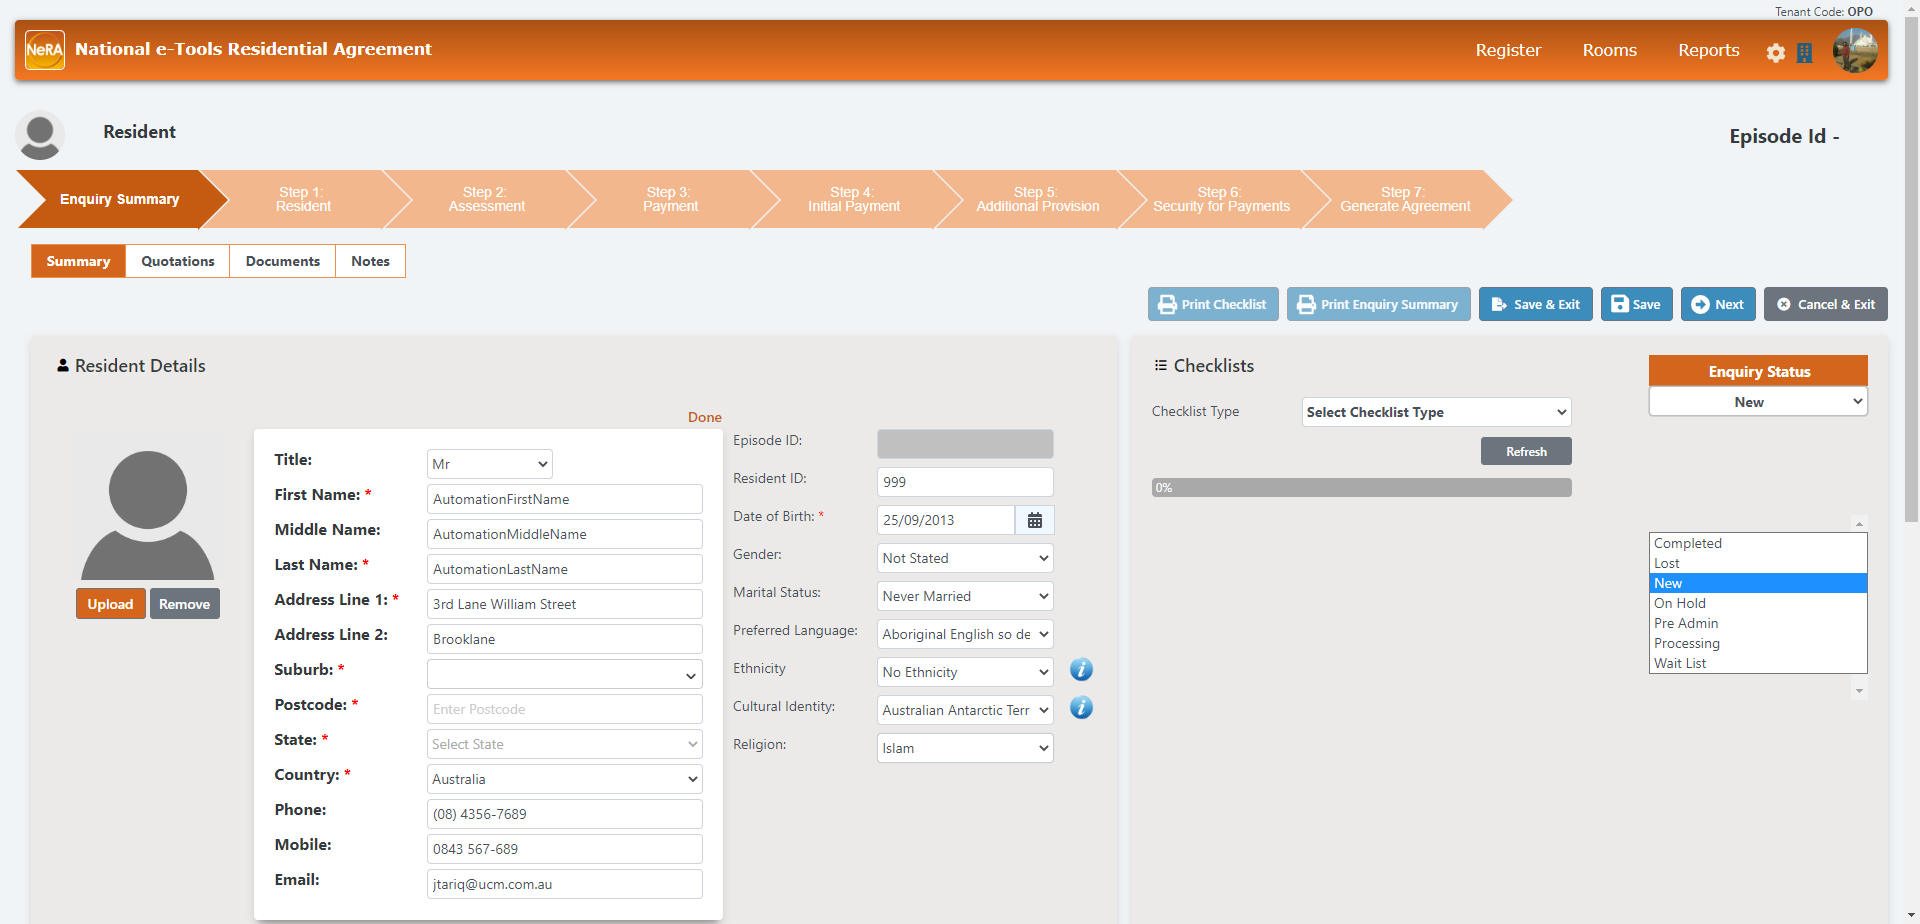 Tenant Code: OPO
NeRA
National e-Tools Residential Agreement
Register
Rooms
Reports
Resident
Episode Id -
Enquiry Summary
Step 1:
Resident
Step 2:
Assessment
Step 3:
Payment
Step 4:
Initial Payment
Step 5:
Additional Provision
Step 6:
Security for Payments
Step 7:
Generate Agreement
Summary
Quotations
Documents
Notes
Print Checklist
Print Enquiry Summary
Save & Exit
Save
Next
Cancel & Exit
Resident Details
Done
Upload
Remove
Title:
Mr
First Name: *
AutomationFirstName
Middle Name:
AutomationMiddleName
Last Name: *
AutomationLastName
Address Line 1: *
3rd Lane William Street
Address Line 2:
Brooklane
Suburb: *
Postcode: *
Enter Postcode
State: *
Select State
Country: *
Australia
Phone:
(08) 4356-7689
Mobile:
0843 567-689
Email:
jtariq@ucm.com.au
Episode ID:
Resident ID:
999
Date of Birth: *
25/09/2013
Gender:
Not Stated
Marital Status:
Never Married
Preferred Language:
Aboriginal English so de
Ethnicity
No Ethnicity
Cultural Identity:
Australian Antarctic Terr
Religion:
Islam
Checklists
Checklist Type
Select Checklist Type
Refresh
0%
Enquiry Status
New
Completed
Lost
New
On Hold
Pre Admin
Processing
Wait List